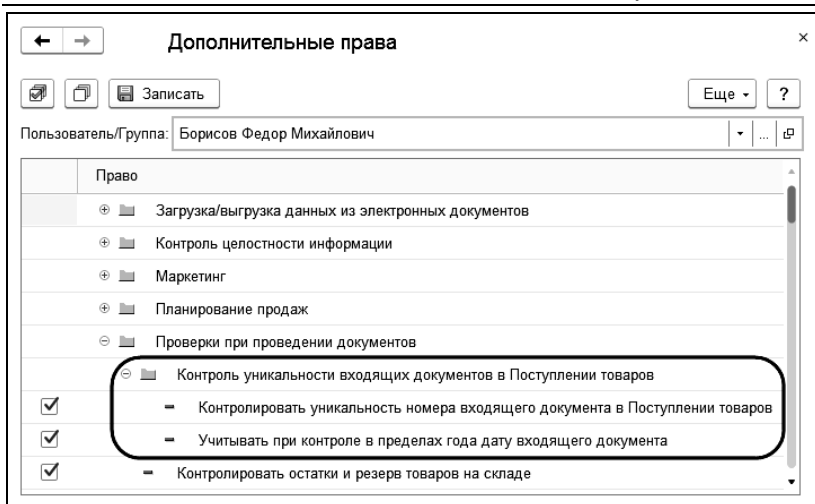 Дополнительные права
Записать
Еще
?
Пользователь/Группа: Борисов Федор Михайлович
...
Право
Загрузка/выгрузка данных из электронных документов
Контроль целостности информации
Маркетинг
Планирование продаж
Проверки при проведении документов
Контроль уникальности входящих документов в Поступлении товаров
Контролировать уникальность номера входящего документа в Поступлении товаров
Учитывать при контроле в пределах года дату входящего документа
Контролировать остатки и резерв товаров на складе